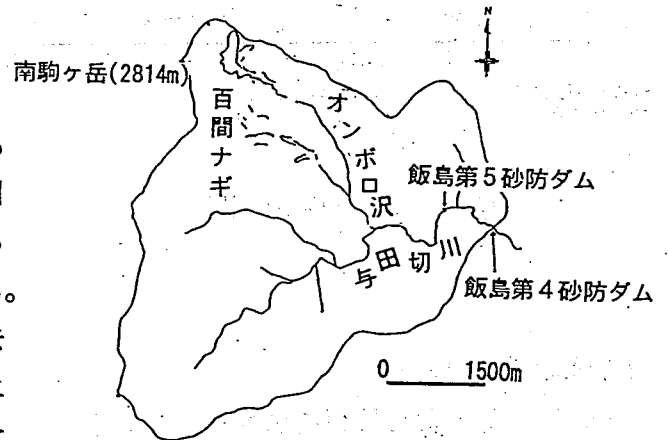 N
南駒ヶ岳(2814m)
百間ナギ
オンボロ沢
飯島第5砂防ダム
与田切川
飯島第4砂防ダム
0 1500m